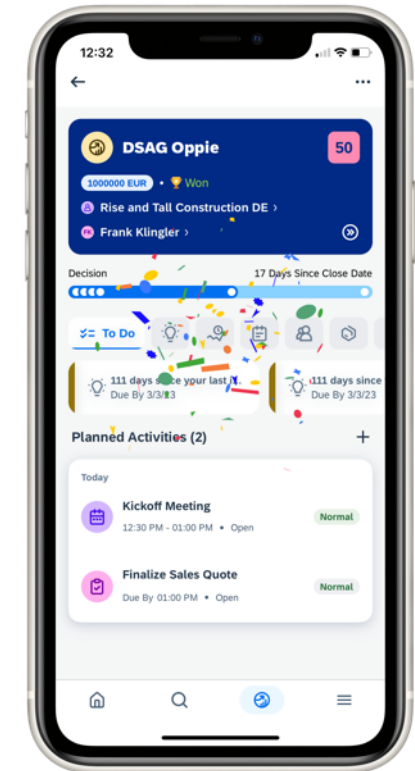 12:32
DSAG Oppie
50
1000000 EUR • Won
Rise and Tall Construction DE
FK Frank Klingler
Decision 17 Days Since Close Date
To Do
111 days since your last
Due By 3/3/23
111 days since
Due By 3/3/23
Planned Activities (2)
Today
Kickoff Meeting
12:30 PM - 01:00 PM • Open
Normal
Finalize Sales Quote
Due By 01:00 PM • Open
Normal